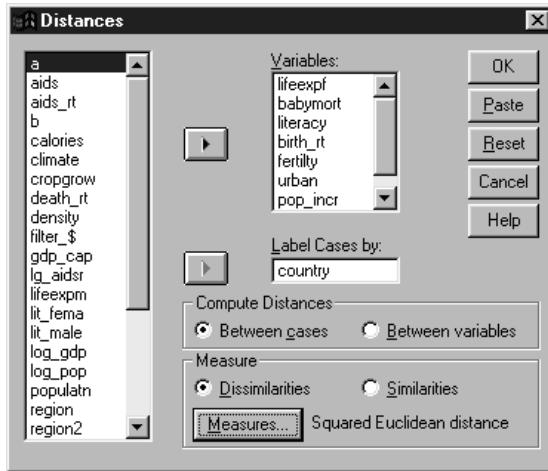 Distances
a
aids
aids_rt
b
calories
climate
cropgrow
death_rt
density
filter_$
gdp_cap
lg_aidsr
lifeexpm
lit_fema
lit_male
log_gdp
log_pop
populatn
region
region2
Variables:
lifeexpf
babymort
literacy
birth_rt
fertilty
urban
pop_incr
Label Cases by:
country
Compute Distances
Between cases
Between variables
Measure
Dissimilarities
Similarities
Measures...
Squared Euclidean distance
OK
Paste
Reset
Cancel
Help